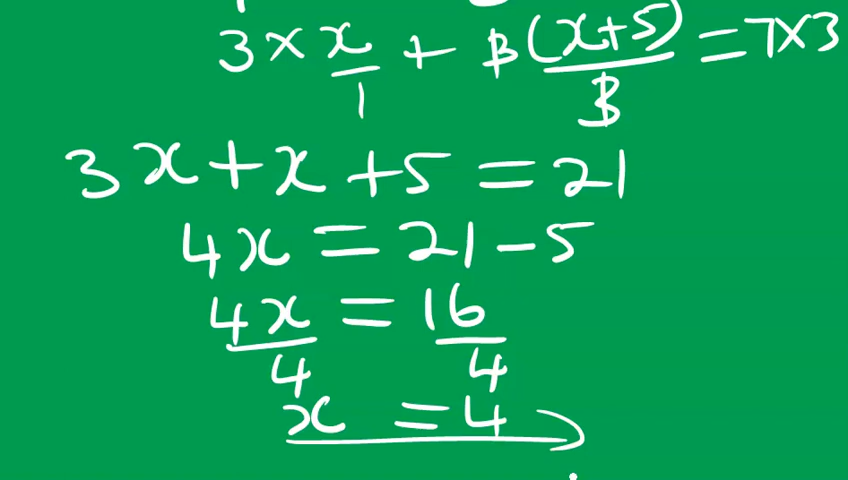 3 × x/1 + 3(x+5)/3 = 7×3
3x + x + 5 = 21
4x = 21 - 5
4x/4 = 16/4
x = 4